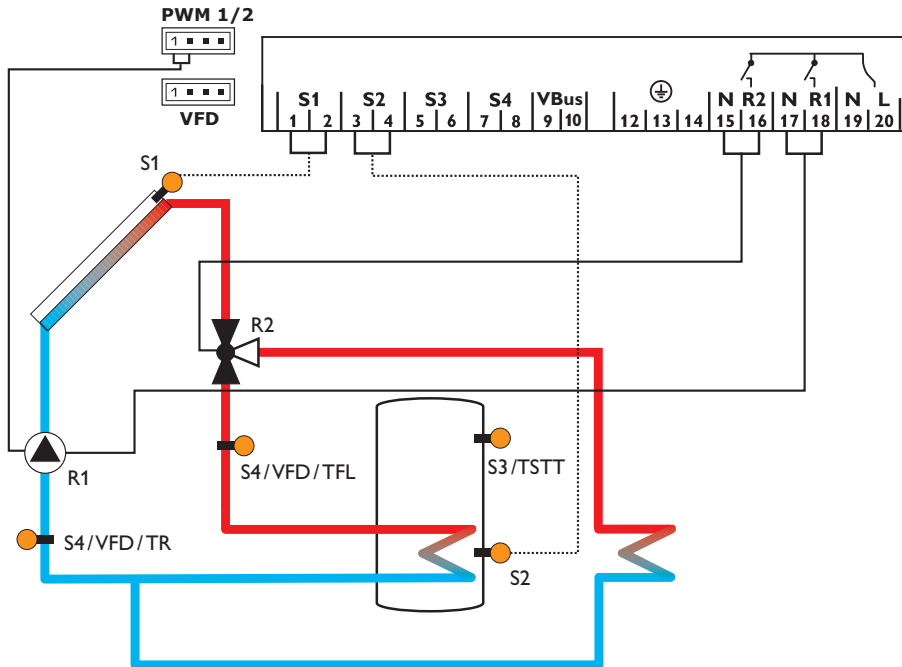 PWM 1/2
1
VFD
S1 S2 S3 S4 VBus N R2 N R1 N L
1 2 3 4 5 6 7 8 9 10 12 13 14 15 16 17 18 19 20
S1
R2
S4/VFD/TFL
S3/TSTT
R1
S4/VFD/TR
S2